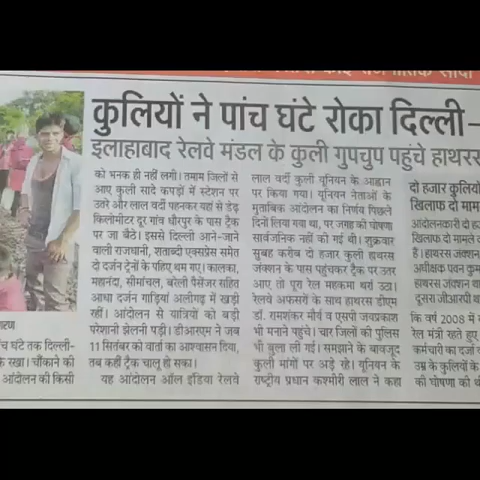 कुलियों ने पांच घंटे रोका दिल्ली-
इलाहाबाद रेलवे मंडल के कुली गुपचुप पहुंचे हाथरस
को भनक ही नहीं लगी। तमाम जिलों से
आए कुली सादे कपड़ों में स्टेशन पर
उतरे और लाल वर्दी पहनकर यहां से डेढ़
किलोमीटर दूर गांव धीरपुर के पास ट्रैक
पर जा बैठे। इससे दिल्ली आने-जाने
वाली राजधानी, शताब्दी एक्सप्रेस समेत
दो दर्जन ट्रेनों के पहिए थम गए। कालका,
महानंदा, सीमांचल, बरेली पैसेंजर सहित
आधा दर्जन गाड़ियां अलीगढ़ में खड़ी
रहीं। आंदोलन से यात्रियों को बड़ी
परेशानी झेलनी पड़ी। डीआरएम ने जब
11 सितंबर को वार्ता का आश्वासन दिया,
तब कहीं ट्रैक चालू हो सका।
यह आंदोलन ऑल इंडिया रेलवे
लाल वर्दी कुली यूनियन के आह्वान
पर किया गया। यूनियन नेताओं के
मुताबिक आंदोलन का निर्णय पिछले
दिनों लिया गया था, पर जगह की घोषणा
सार्वजनिक नहीं की गई थी। शुक्रवार
सुबह करीब दो हजार कुली हाथरस
जंक्शन के पास पहुंचकर ट्रैक पर उतर
आए, तो पूरा रेल महकमा थर्रा उठा।
रेलवे अफसरों के साथ हाथरस डीएम
डॉ. रामशंकर मौर्य व एसपी जयप्रकाश
भी मनाने पहुंचे। चार जिलों की पुलिस
भी बुला ली गई। समझाने के बावजूद
कुली मांगों पर अड़े रहे। यूनियन के
राष्ट्रीय प्रधान कश्मीरी लाल ने कहा
दो हजार कुलियों
खिलाफ दो माम
आंदोलनकारी दो ह
खिलाफ दो मामले द
हैं। हाथरस जंक्शन
अधीक्षक पवन कुम
हाथरस जंक्शन था
दूसरा जीआरपी था
कि वर्ष 2008 में त
रेल मंत्री रहते हुए
कर्मचारी का दर्जा द
उम्र के कुलियों के
की घोषणा की थी
च घंटे तक दिल्ली-
के रखा। चौंकाने की
आंदोलन की किसी